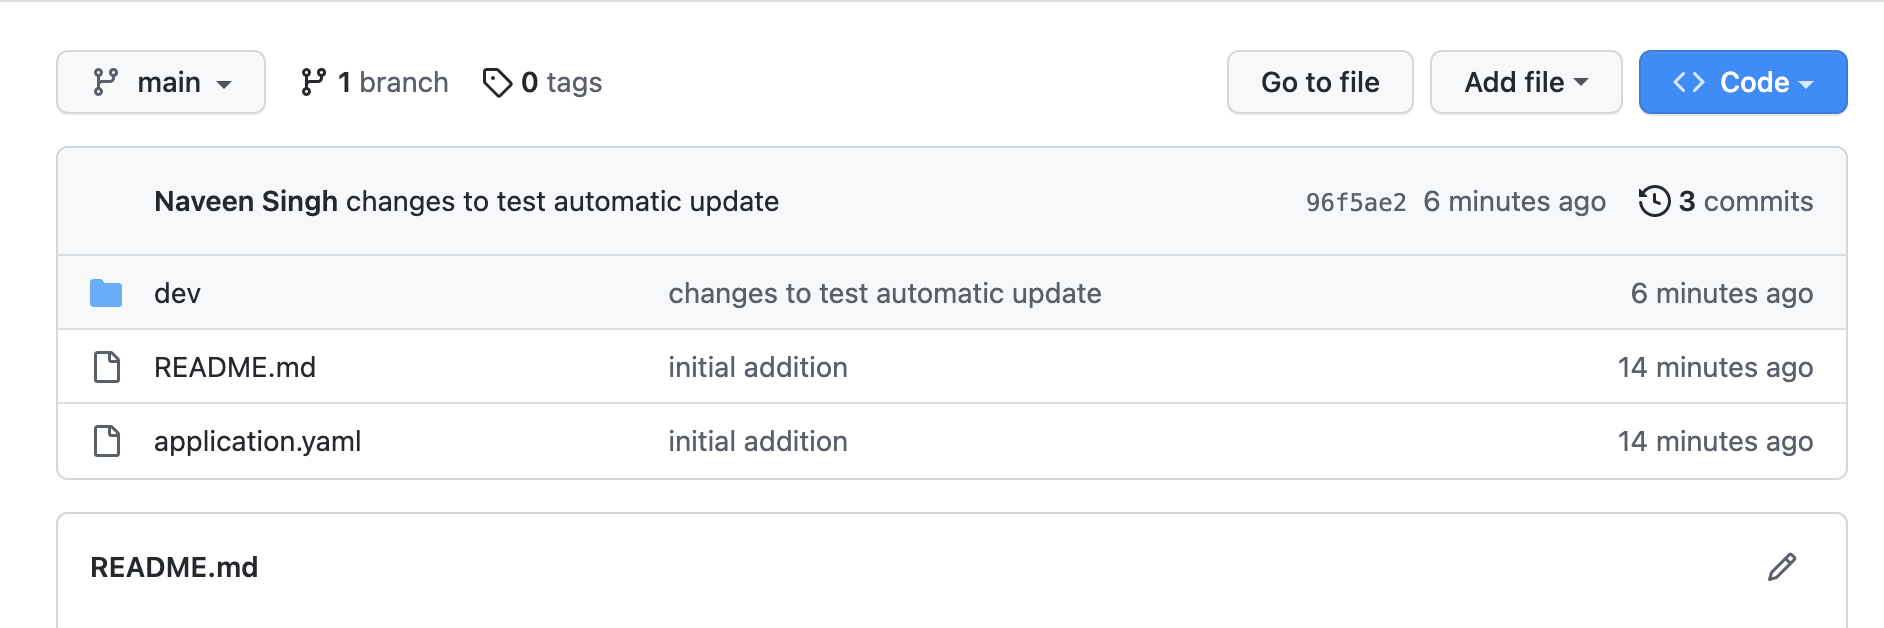 main 1 branch 0 tags Go to file Add file <> Code
Naveen Singh changes to test automatic update 96f5ae2 6 minutes ago 3 commits
dev changes to test automatic update 6 minutes ago
README.md initial addition 14 minutes ago
application.yaml initial addition 14 minutes ago
README.md